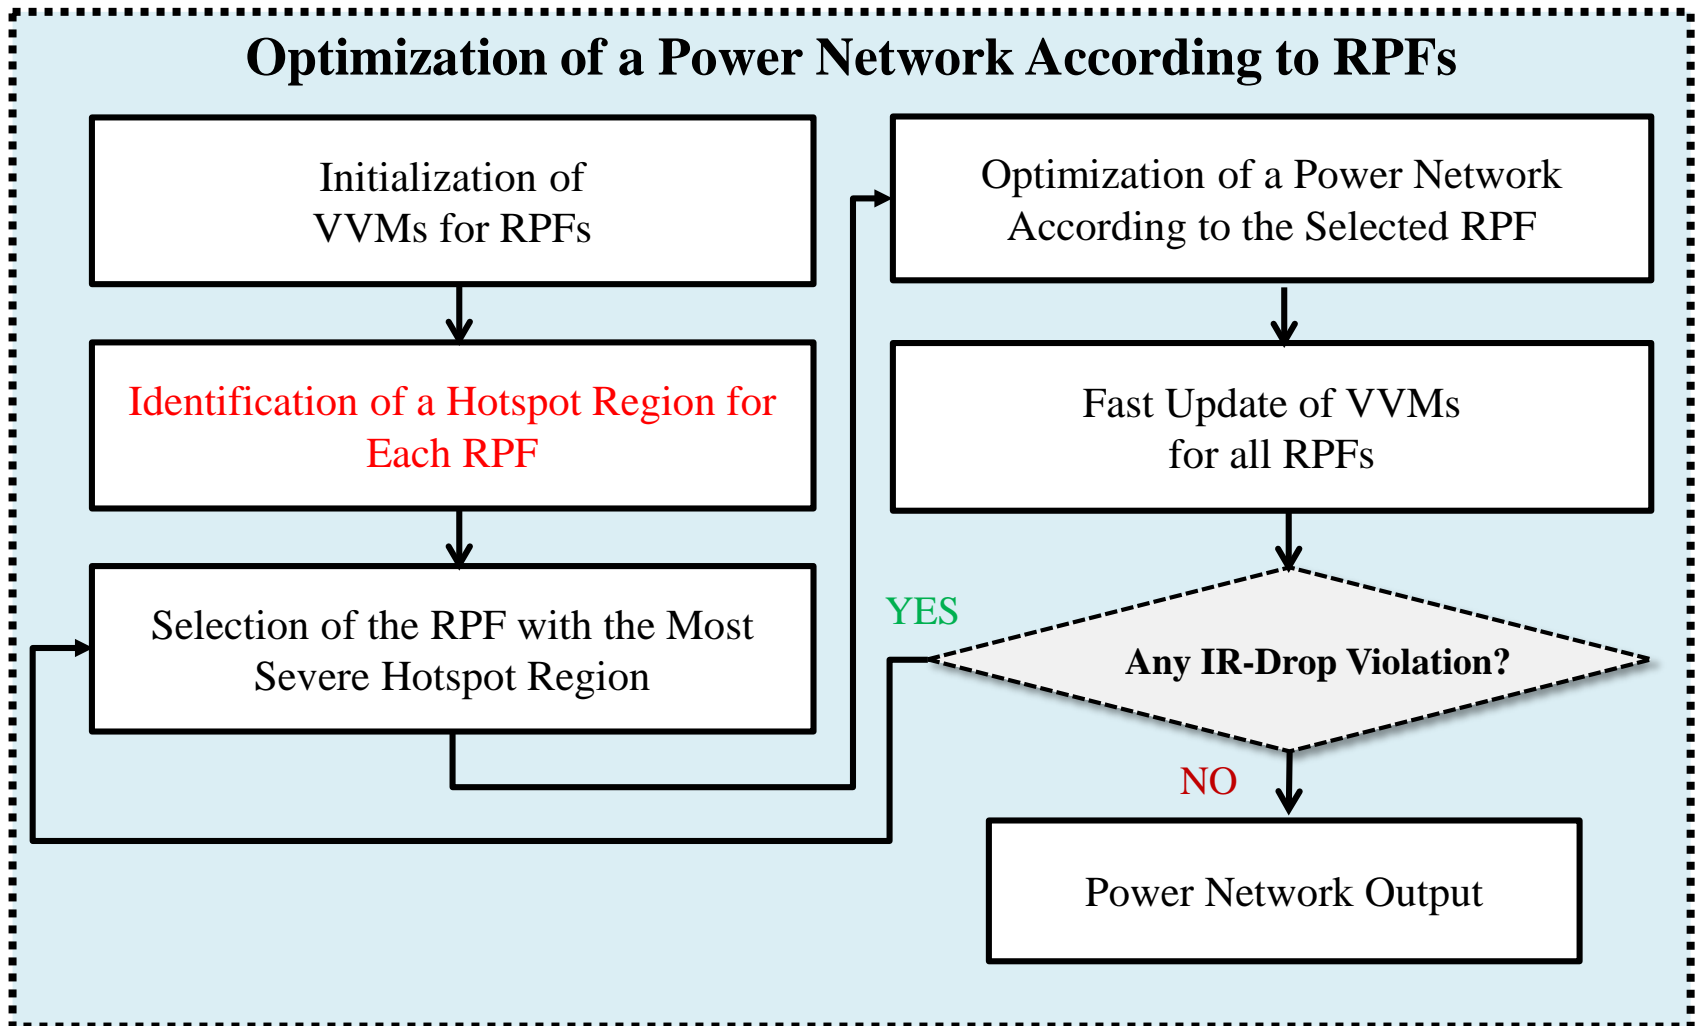 Optimization of a Power Network According to RPFs
Initialization of
VVMs for RPFs
Identification of a Hotspot Region for
Each RPF
Selection of the RPF with the Most
Severe Hotspot Region
Optimization of a Power Network
According to the Selected RPF
Fast Update of VVMs
for all RPFs
YES
Any IR-Drop Violation?
NO
Power Network Output